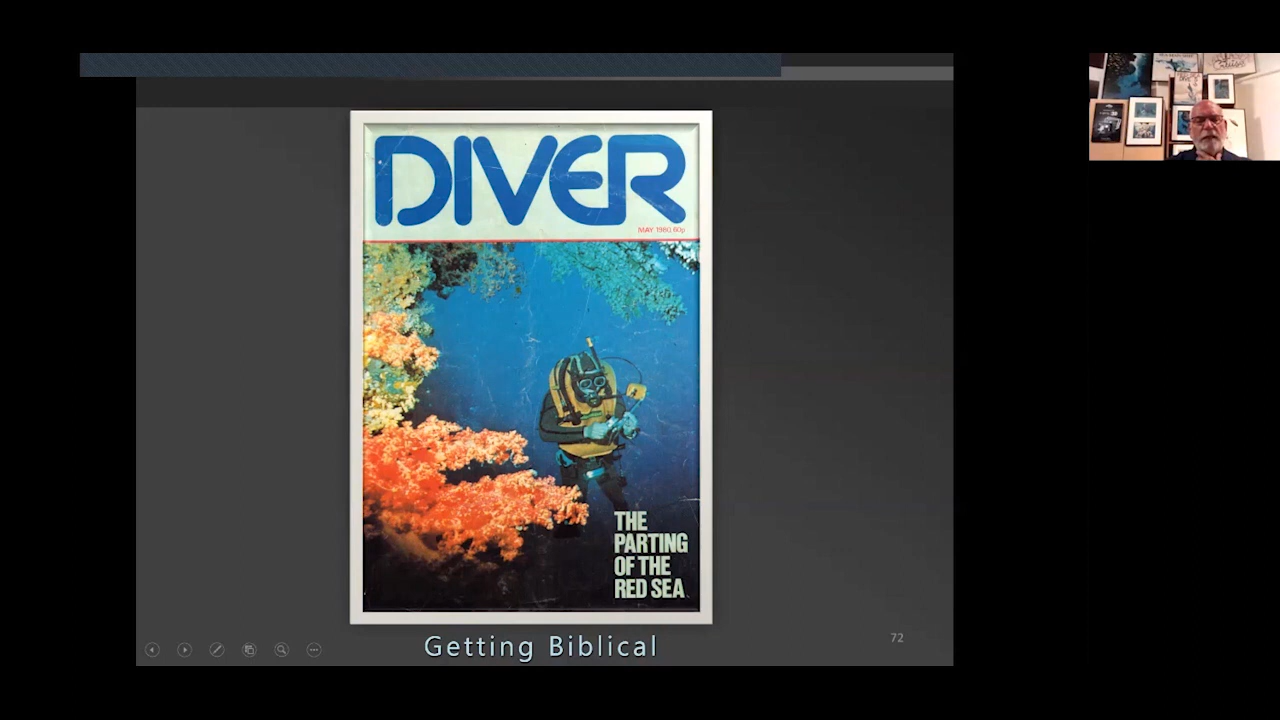 DIVER
MAY 1980 60p
THE
PARTING
OF THE
RED SEA
Getting Biblical
72